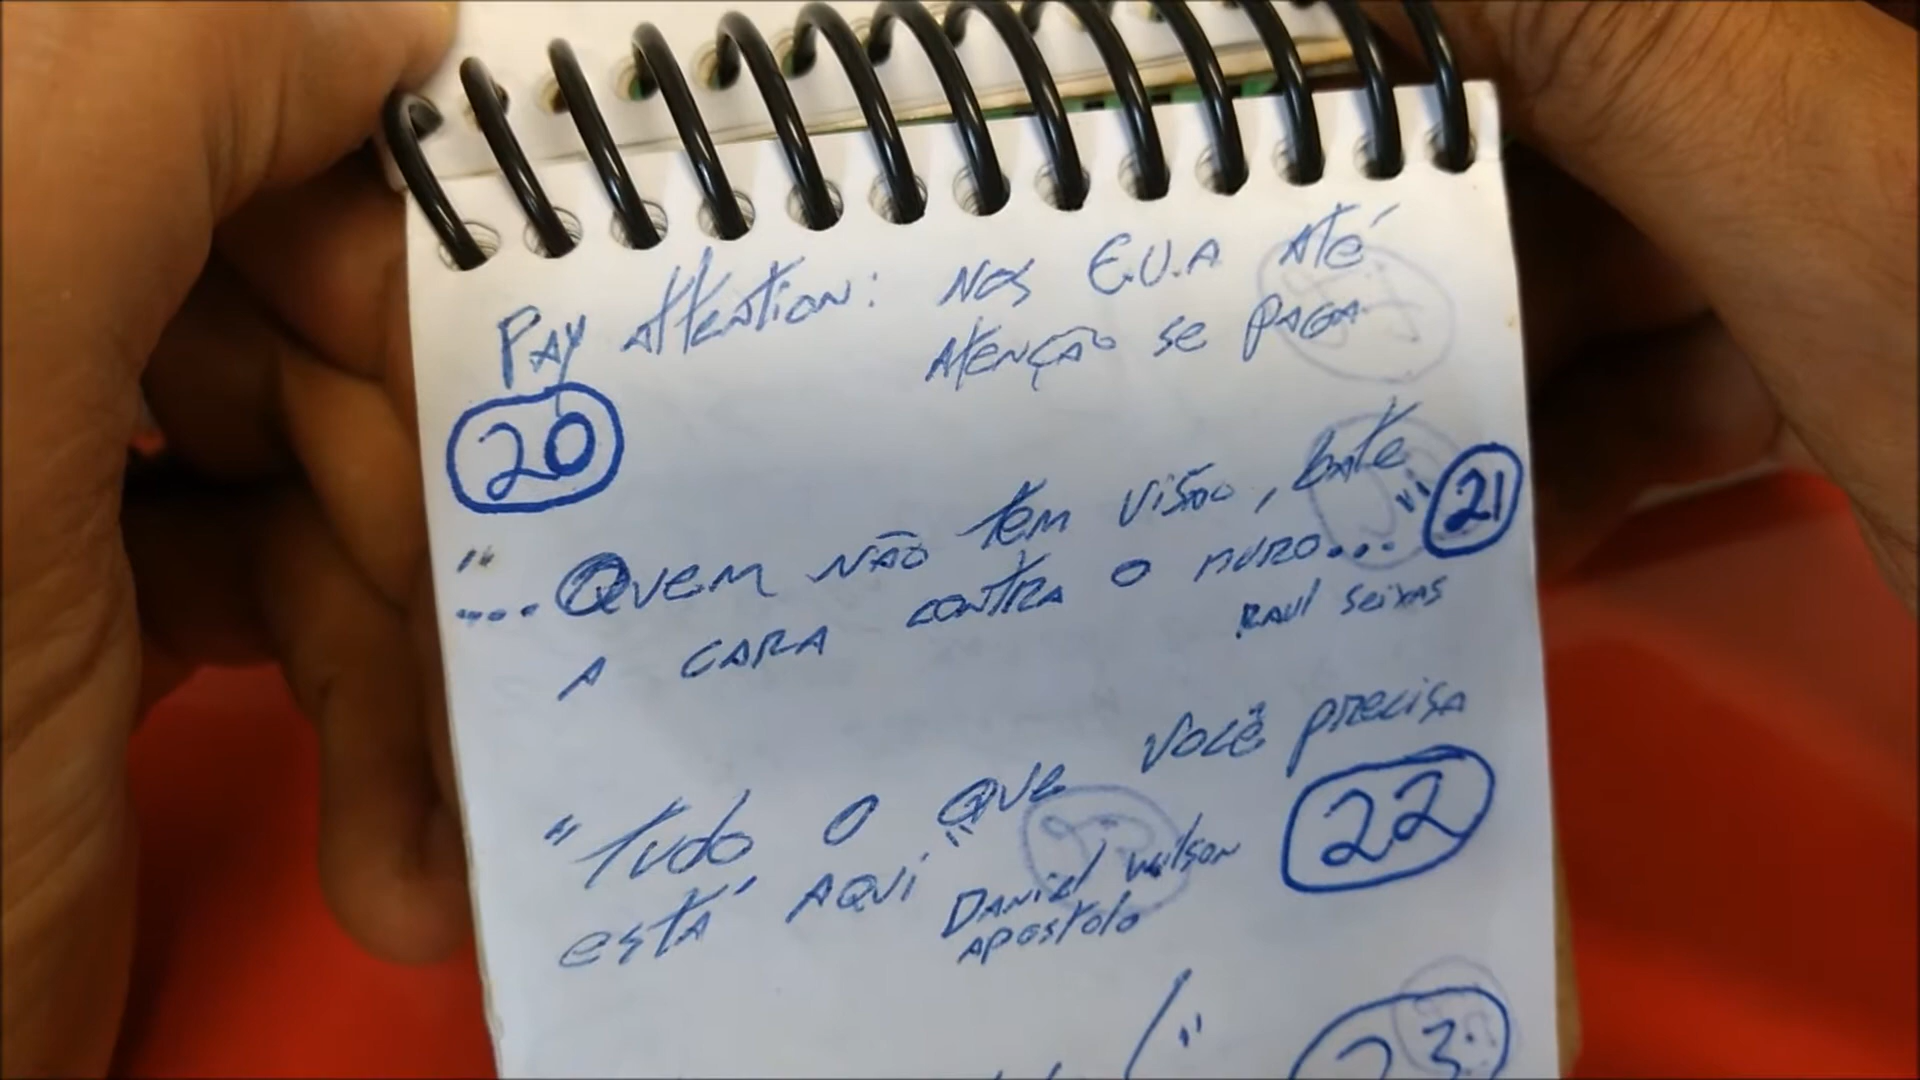 Pay Attention: Nos E.U.A Até
Atenção se paga
20
"... Quem não tem visão, bate
a cara contra o muro..." 21
Raul Seixas
"Tudo o que você precisa
está aqui" 22
Daniel Wilson
Apostolo
"
23